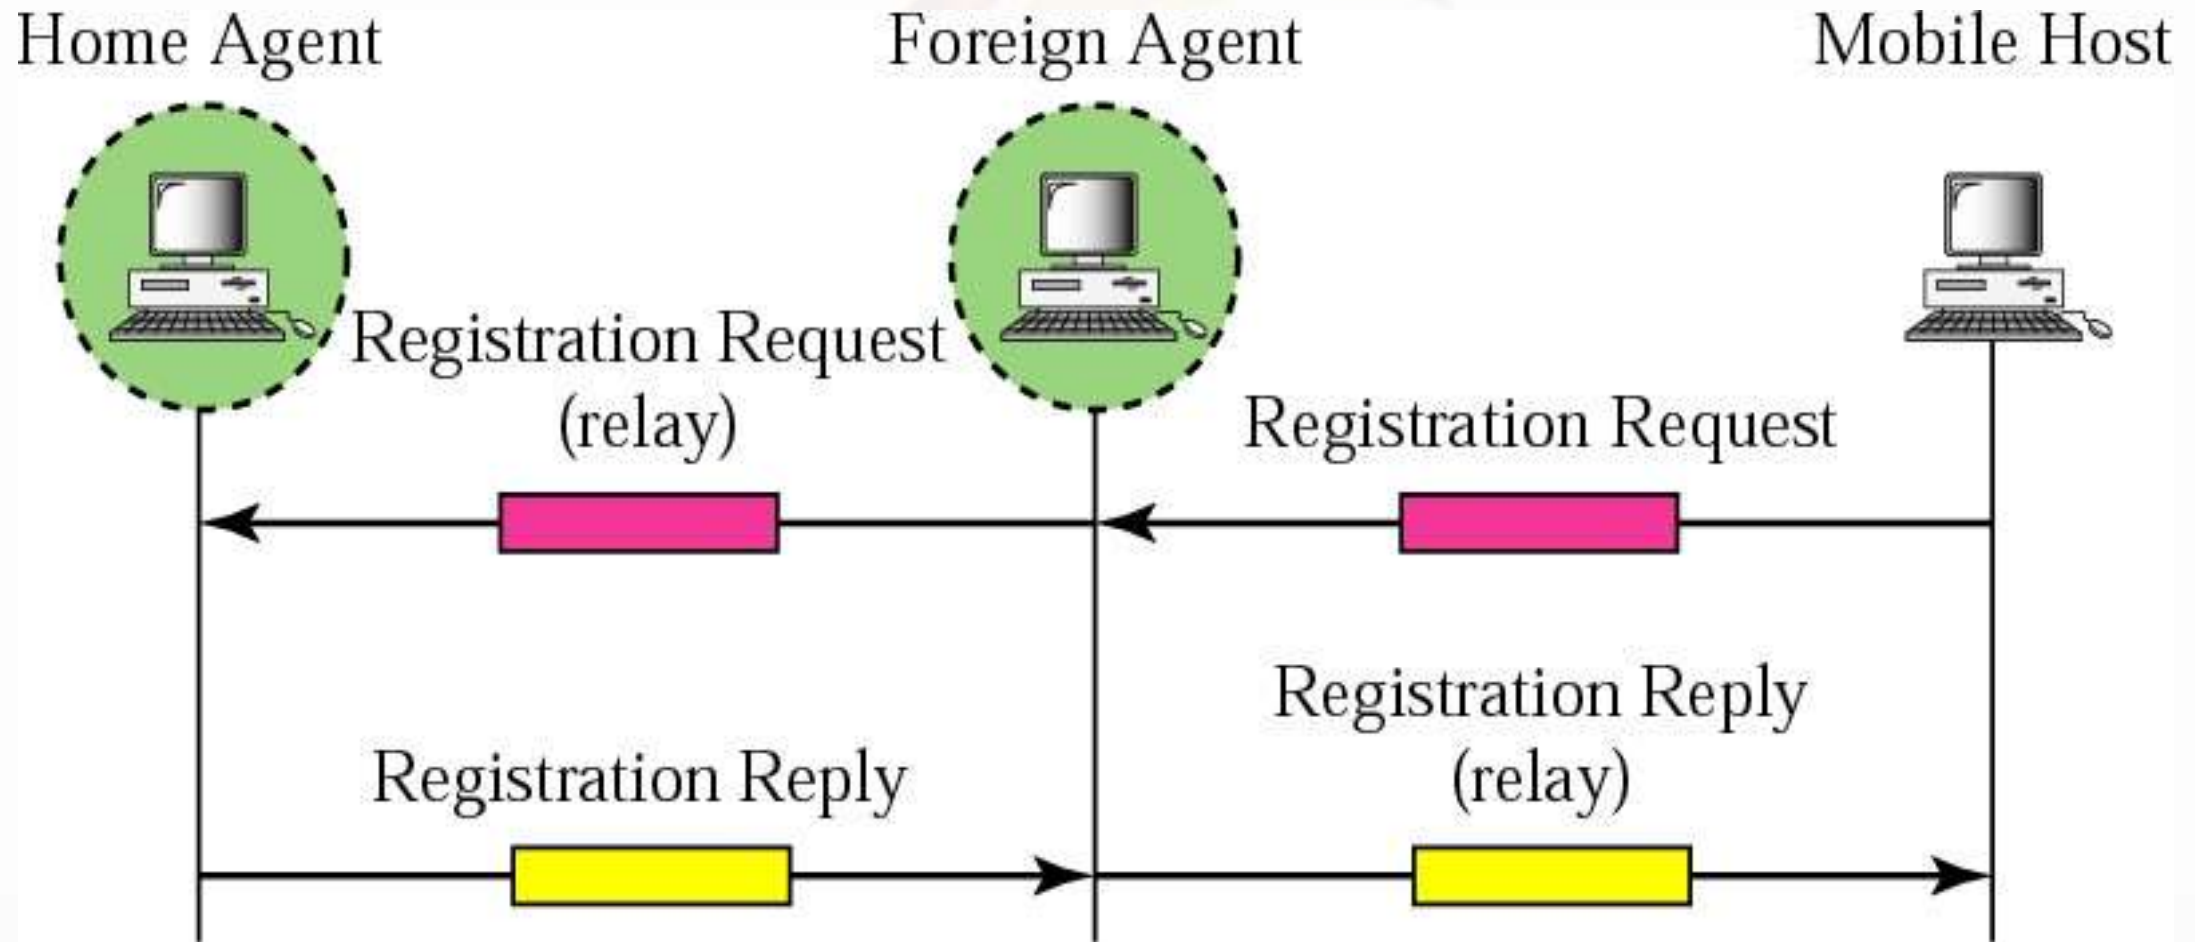 Home Agent
Foreign Agent
Mobile Host
Registration Request
(relay)
Registration Request
Registration Reply
Registration Reply
(relay)